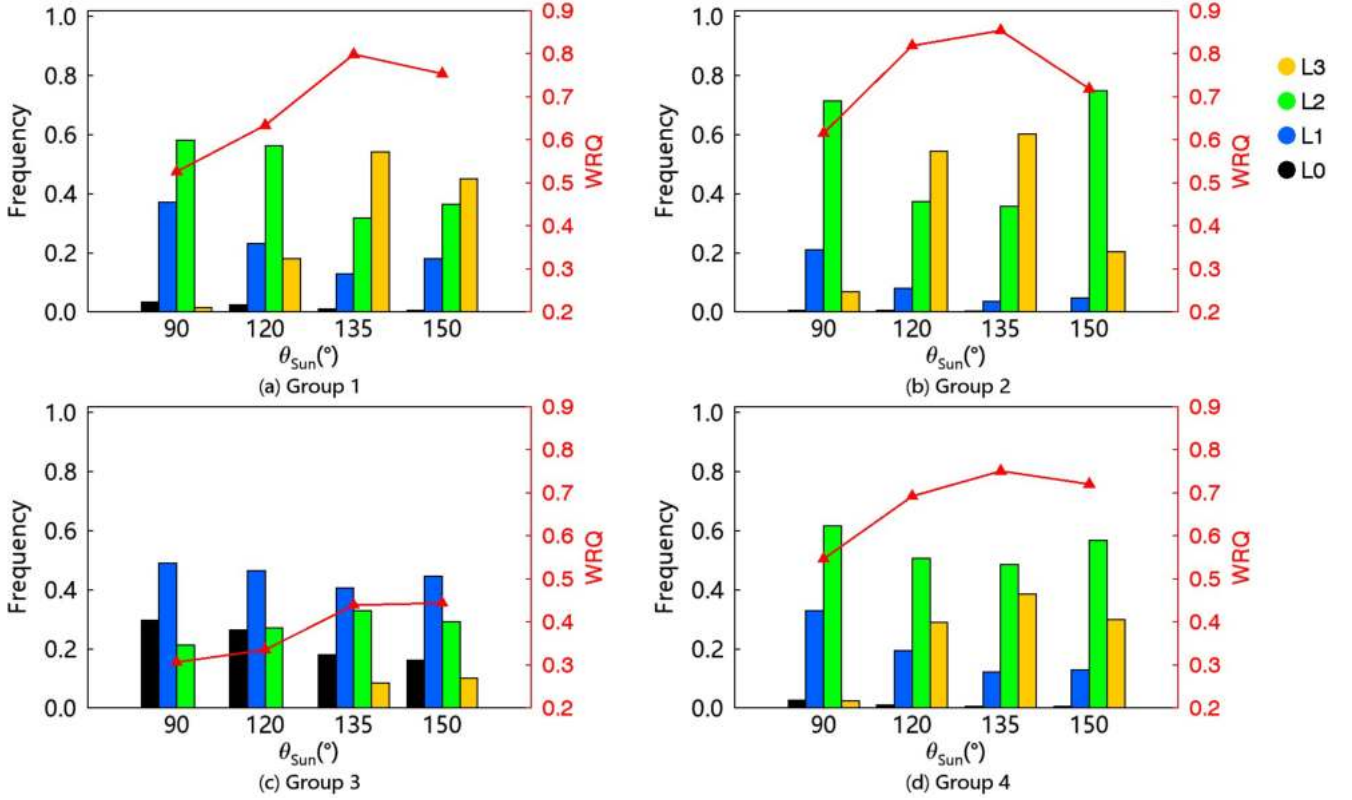 1.0
0.8
0.6
0.4
0.2
0.0
Frequency
0.9
0.8
0.7
0.6
0.5
0.4
0.3
0.2
WRQ
90 120 135 150
θSun(°)
(a) Group 1
1.0
0.8
0.6
0.4
0.2
0.0
Frequency
0.9
0.8
0.7
0.6
0.5
0.4
0.3
0.2
WRQ
90 120 135 150
θSun(°)
(b) Group 2
L3
L2
L1
L0
1.0
0.8
0.6
0.4
0.2
0.0
Frequency
0.9
0.8
0.7
0.6
0.5
0.4
0.3
0.2
WRQ
90 120 135 150
θSun(°)
(c) Group 3
1.0
0.8
0.6
0.4
0.2
0.0
Frequency
0.9
0.8
0.7
0.6
0.5
0.4
0.3
0.2
WRQ
90 120 135 150
θSun(°)
(d) Group 4